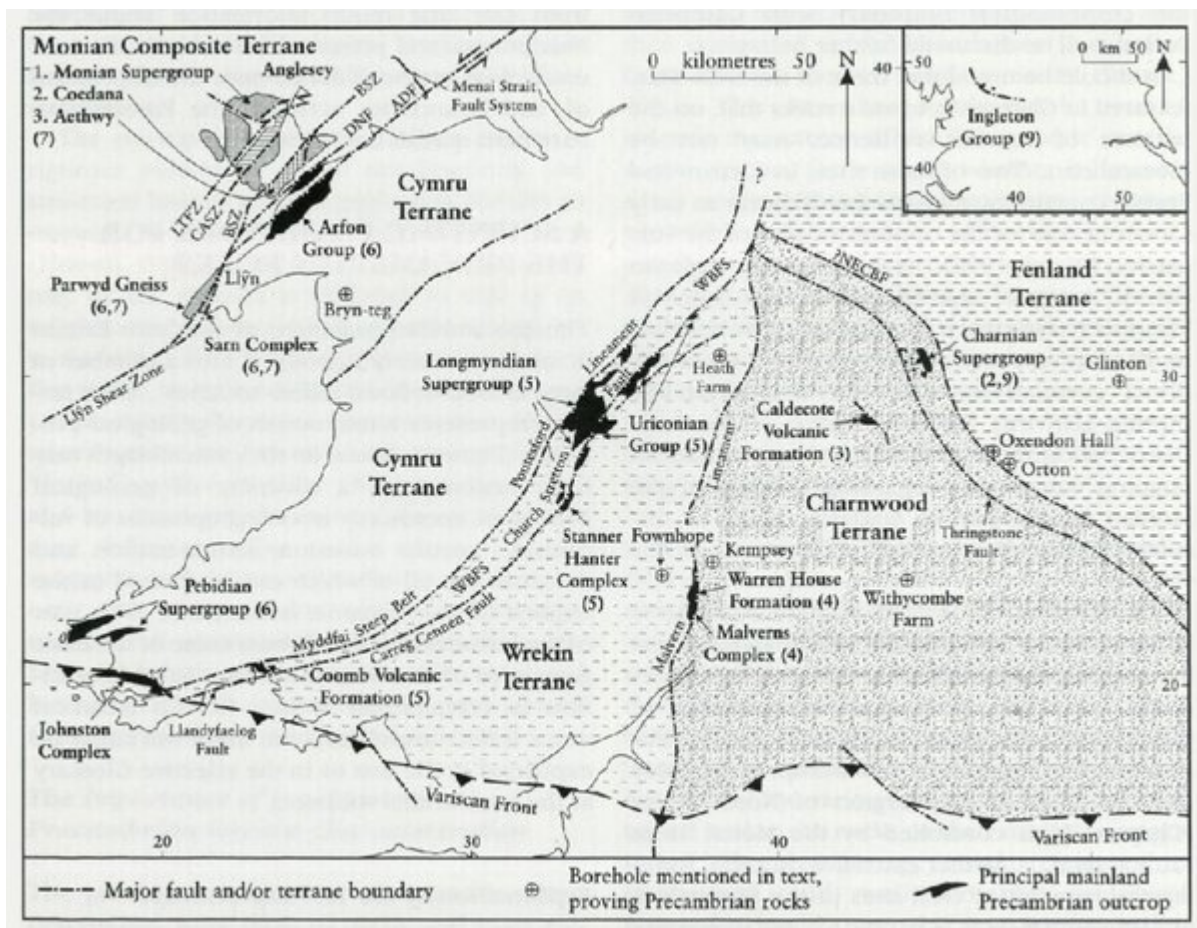 Monian Composite Terrane
1. Monian Supergroup
2. Coedana
3. Aethwy
(7)
Anglesey
BSZ
ADF
Menai Strait
Fault System
DNF
LTZ
CASZ
BSZ
0 kilometres 50 N
Cymru
Terrane
Arfon
Group (6)
Parwyd Gneiss
(6,7)
Llŷn
Bryn-teg
Sarn Complex
(6,7)
Llŷn Shear Zone
50
40
0 km 50 N
Ingleton
Group (9)
40
50
WBFS
?NECBF
Fenland
Terrane
Charnian
Supergroup
(2,9)
Glinton
30
Longmyndian
Supergroup (5)
Lineament
Fault
Heath
Farm
Uriconian
Group (5)
Caldecote
Volcanic
Formation (3)
Oxendon Hall
Orton
Cymru
Terrane
Pontesford
Church Stretton
Lineament
Charnwood
Terrane
Thringstone
Fault
Stanner
Hanter
Complex
(5)
Fownhope
Kempsey
Warren House
Formation (4)
Withycombe
Farm
Malverns
Complex (4)
Malvern
Pebidian
Supergroup (6)
Myddfai Steep Belt
WBFS
Carreg Cennen Fault
Wrekin
Terrane
Coomb Volcanic
Formation (5)
20
Johnston
Complex
Llandyfaelog
Fault
Variscan Front
Variscan Front
20
30
40
Major fault and/or terrane boundary
Borehole mentioned in text,
proving Precambrian rocks
Principal mainland
Precambrian outcrop